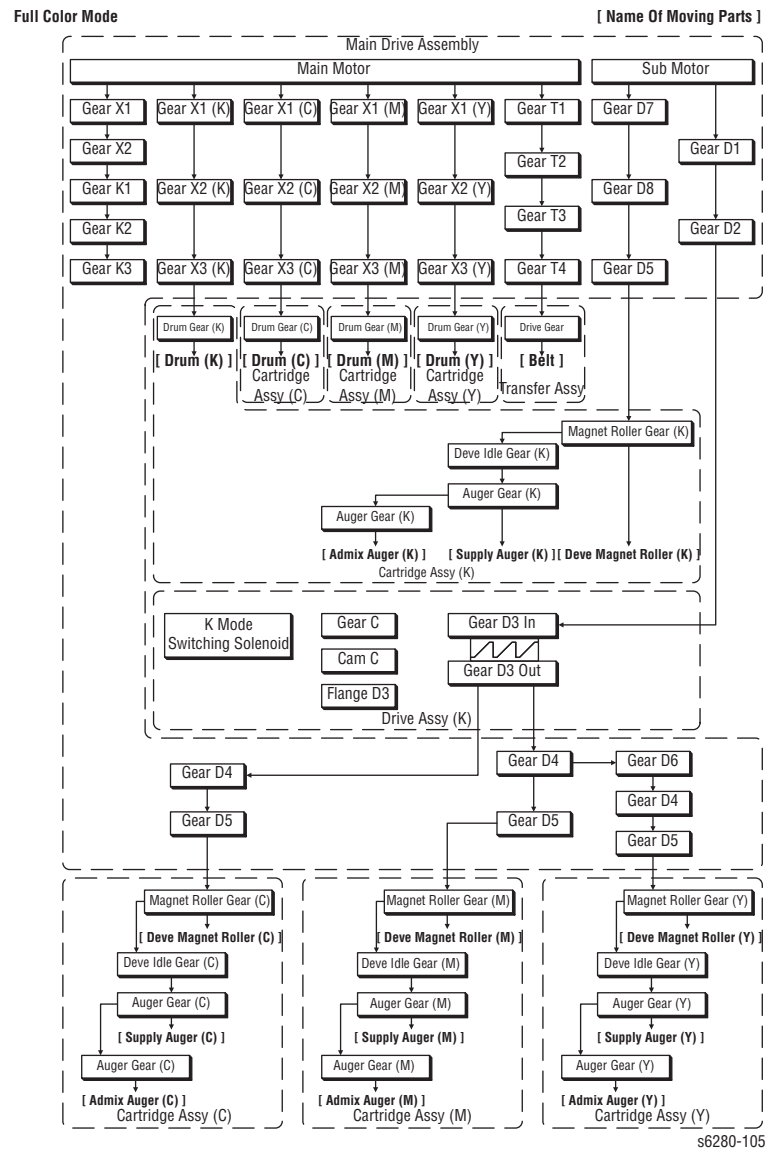 Full Color Mode
[ Name Of Moving Parts ]
Main Drive Assembly
Main Motor
Sub Motor
Gear X1
Gear X1 (K)
Gear X1 (C)
Gear X1 (M)
Gear X1 (Y)
Gear T1
Gear D7
Gear X2
Gear T2
Gear D1
Gear K1
Gear X2 (K)
Gear X2 (C)
Gear X2 (M)
Gear X2 (Y)
Gear D8
Gear K2
Gear T3
Gear D2
Gear K3
Gear X3 (K)
Gear X3 (C)
Gear X3 (M)
Gear X3 (Y)
Gear T4
Gear D5
Drum Gear (K)
Drum Gear (C)
Drum Gear (M)
Drum Gear (Y)
Drive Gear
[ Drum (K) ]
[ Drum (C) ]
[ Drum (M) ]
[ Drum (Y) ]
[ Belt ]
Cartridge
Assy (C)
Cartridge
Assy (M)
Cartridge
Assy (Y)
Transfer Assy
Magnet Roller Gear (K)
Deve Idle Gear (K)
Auger Gear (K)
Auger Gear (K)
[ Admix Auger (K) ]
[ Supply Auger (K) ]
[ Deve Magnet Roller (K) ]
Cartridge Assy (K)
K Mode
Switching Solenoid
Gear C
Cam C
Flange D3
Gear D3 In
Gear D3 Out
Drive Assy (K)
Gear D4
Gear D4
Gear D6
Gear D5
Gear D5
Gear D4
Gear D5
Magnet Roller Gear (C)
[ Deve Magnet Roller (C) ]
Deve Idle Gear (C)
Auger Gear (C)
[ Supply Auger (C) ]
Auger Gear (C)
[ Admix Auger (C) ]
Cartridge Assy (C)
Magnet Roller Gear (M)
[ Deve Magnet Roller (M) ]
Deve Idle Gear (M)
Auger Gear (M)
[ Supply Auger (M) ]
Auger Gear (M)
[ Admix Auger (M) ]
Cartridge Assy (M)
Magnet Roller Gear (Y)
[ Deve Magnet Roller (Y) ]
Deve Idle Gear (Y)
Auger Gear (Y)
[ Supply Auger (Y) ]
Auger Gear (Y)
[ Admix Auger (Y) ]
Cartridge Assy (Y)
s6280-105